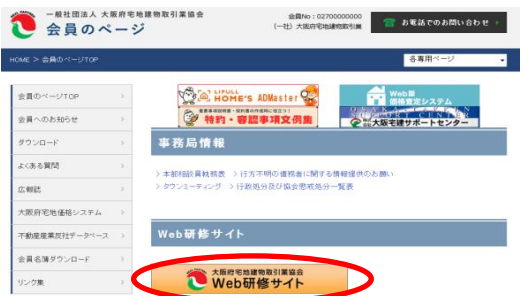 一般社団法人 大阪府宅地建物取引業協会
会員のページ
会員No：02700000000
(一社) 大阪府宅地建物取引業
お電話でのお問い合わせ
HOME > 会員のページTOP
各専用ページ
会員のページTOP
会員へのお知らせ
ダウンロード
よくある質問
広報誌
大阪府宅地価格システム
不動産産業反社データベース
会員名簿ダウンロード
リンク集
LIFULL
HOME'S ADMaster
特約・容認事項文例集
Web版
価格査定システム
大阪宅建サポートセンター
事務局情報
> 本部相談員執務表 > 行方不明の債務者に関する情報提供のお願い
> タウンミーティング > 行政処分及び協会懲戒処分一覧表
Web研修サイト
大阪府宅地建物取引業協会
Web研修サイト